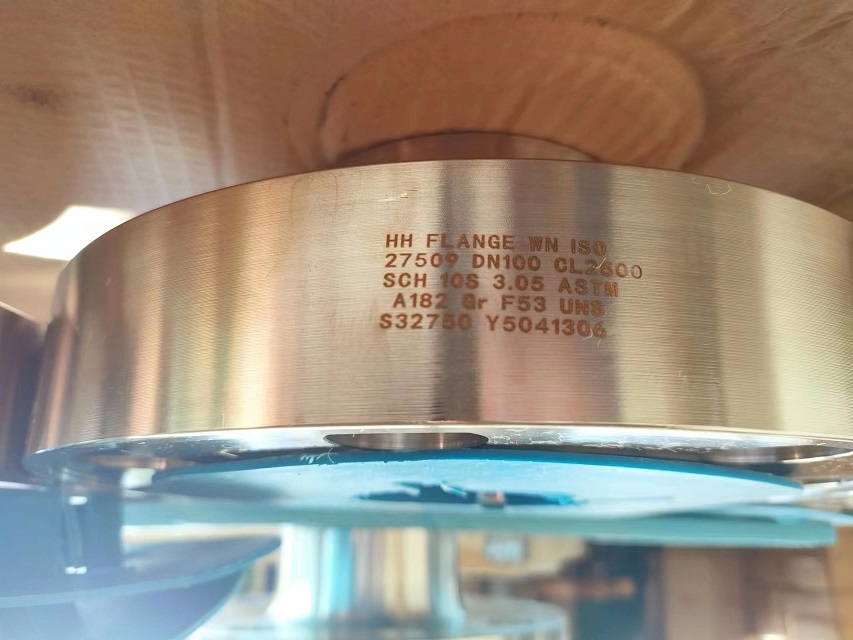 HH FLANGE WN ISO
27509 DN100 CL2500
SCH 10S 3.05 ASTM
A182 Gr F53 UNS
S32750 Y5041306